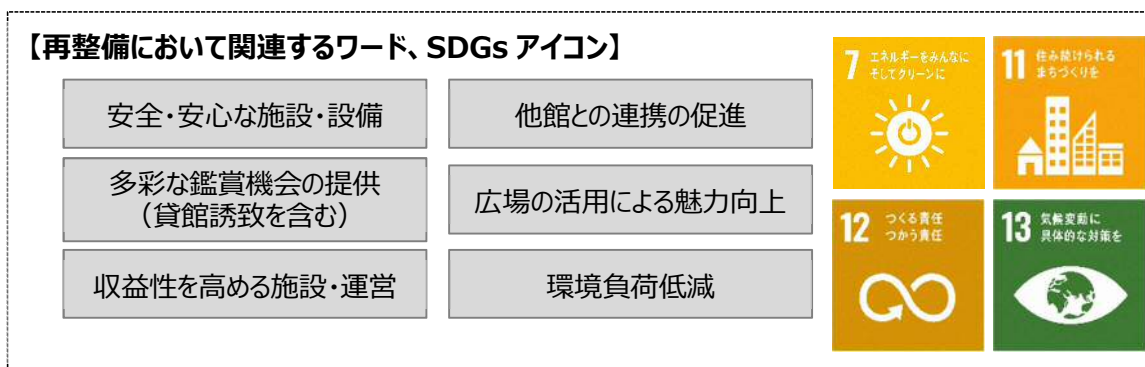 【再整備において関連するワード、SDGs アイコン】
安全・安心な施設・設備
他館との連携の促進
多彩な鑑賞機会の提供
（貸館誘致を含む）
広場の活用による魅力向上
収益性を高める施設・運営
環境負荷低減
7 エネルギーをみんなに
そしてクリーンに
11 住み続けられる
まちづくりを
12 つくる責任
つかう責任
13 気候変動に
具体的な対策を